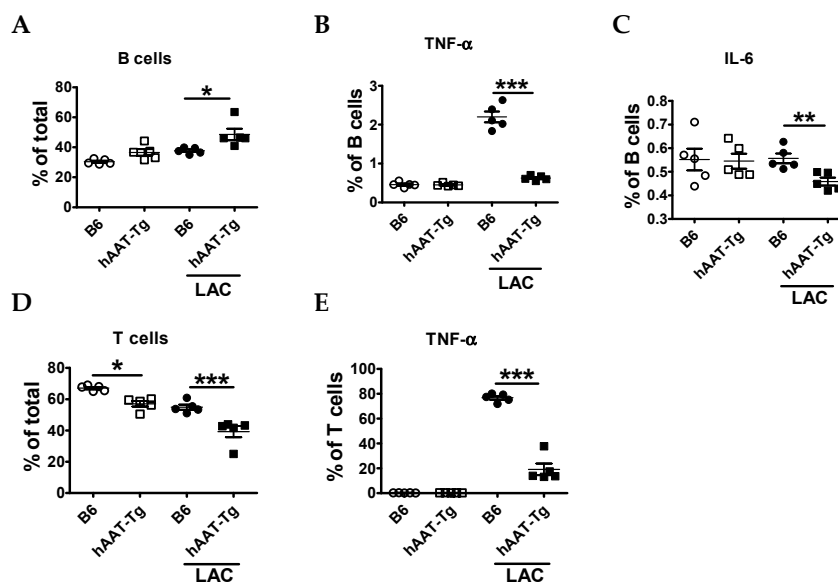 A
B cells
*
% of total
80
60
40
20
0
B6
hAAT-Tg
B6
hAAT-Tg
LAC
B
TNF-α
***
% of B cells
3
2
1
0
B6
hAAT-Tg
B6
hAAT-Tg
LAC
C
IL-6
**
% of B cells
0.8
0.7
0.6
0.5
0.4
0.3
B6
hAAT-Tg
B6
hAAT-Tg
LAC
D
T cells
*
***
% of total
80
60
40
20
0
B6
hAAT-Tg
B6
hAAT-Tg
LAC
E
TNF-α
***
% of T cells
100
80
60
40
20
0
B6
hAAT-Tg
B6
hAAT-Tg
LAC